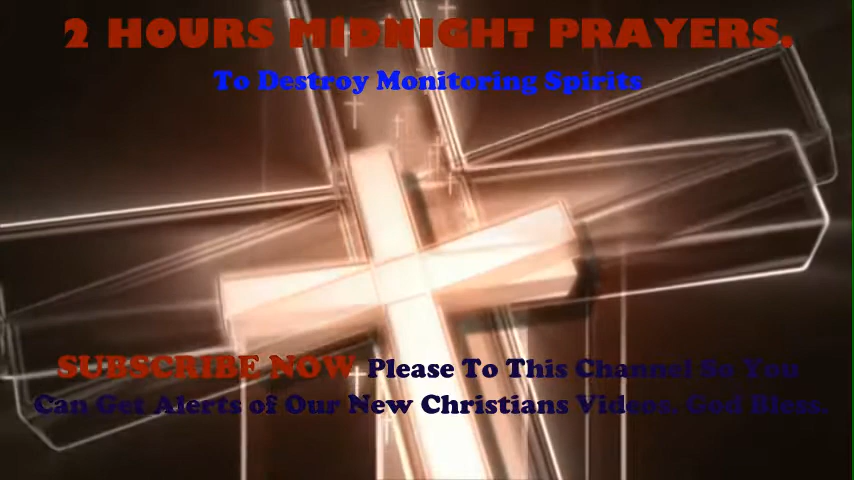 2 HOURS MIDNIGHT PRAYERS.
To Destroy Monitoring Spirits
SUBSCRIBE NOW Please To This Channel So You
Can Get Alerts of Our New Christians Videos. God Bless.